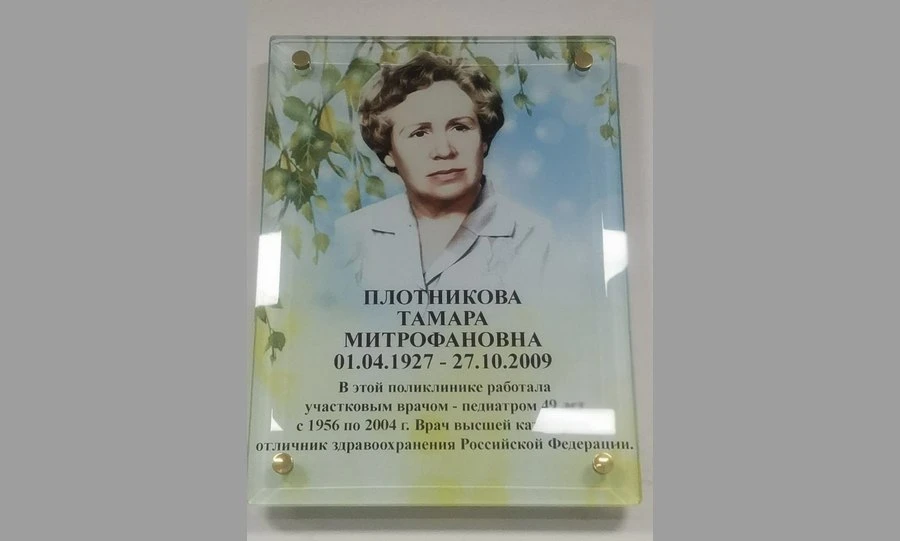 ПЛОТНИКОВА
ТАМАРА
МИТРОФАНОВНА
01.04.1927 - 27.10.2009
В этой поликлинике работала
участковым врачом - педиатром 49
с 1956 по 2004 г. Врач высшей
отличник здравоохранения Российской Федерации.